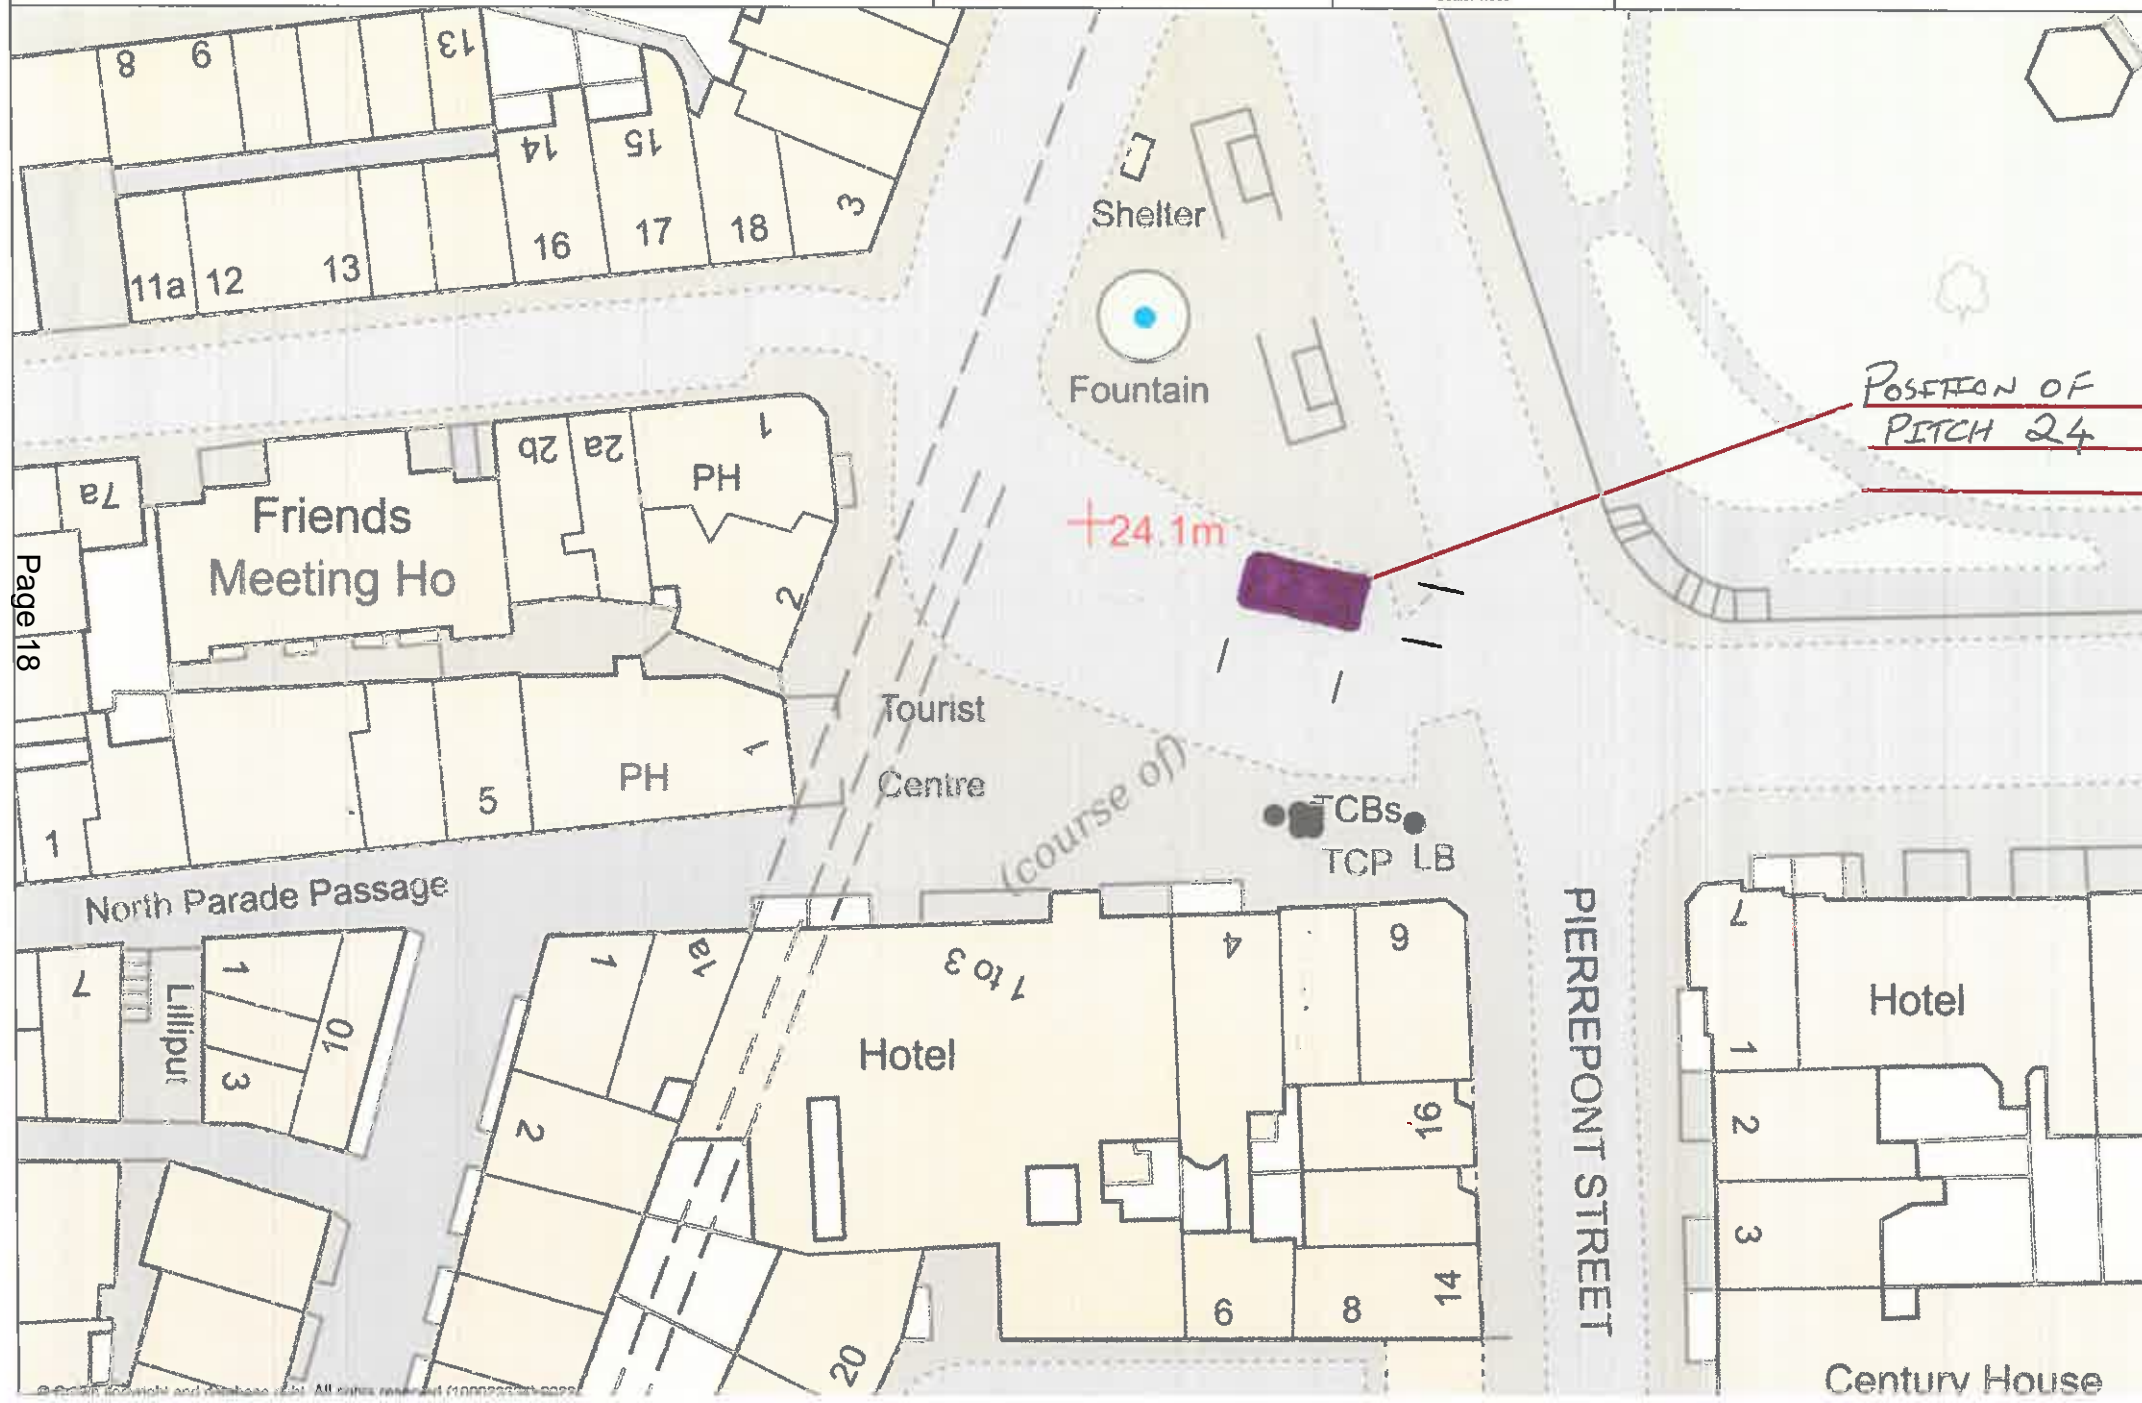 8
9
13
14
15
11a
12
13
16
17
18
3
Shelter
Fountain
POSITION OF
PITCH 24
24.1m
7a
Friends
Meeting Ho
2b
2a
1
PH
2
Page 18
Tourist
Centre
(course of)
TCBs
TCP
LB
1
5
PH
1
North Parade Passage
7
Lilliput
1
3
10
1
1a
2
1 to 3
Hotel
4
6
16
14
6
8
20
PIERREPONT STREET
7
Hotel
1
2
3
Century House
All rights reserved